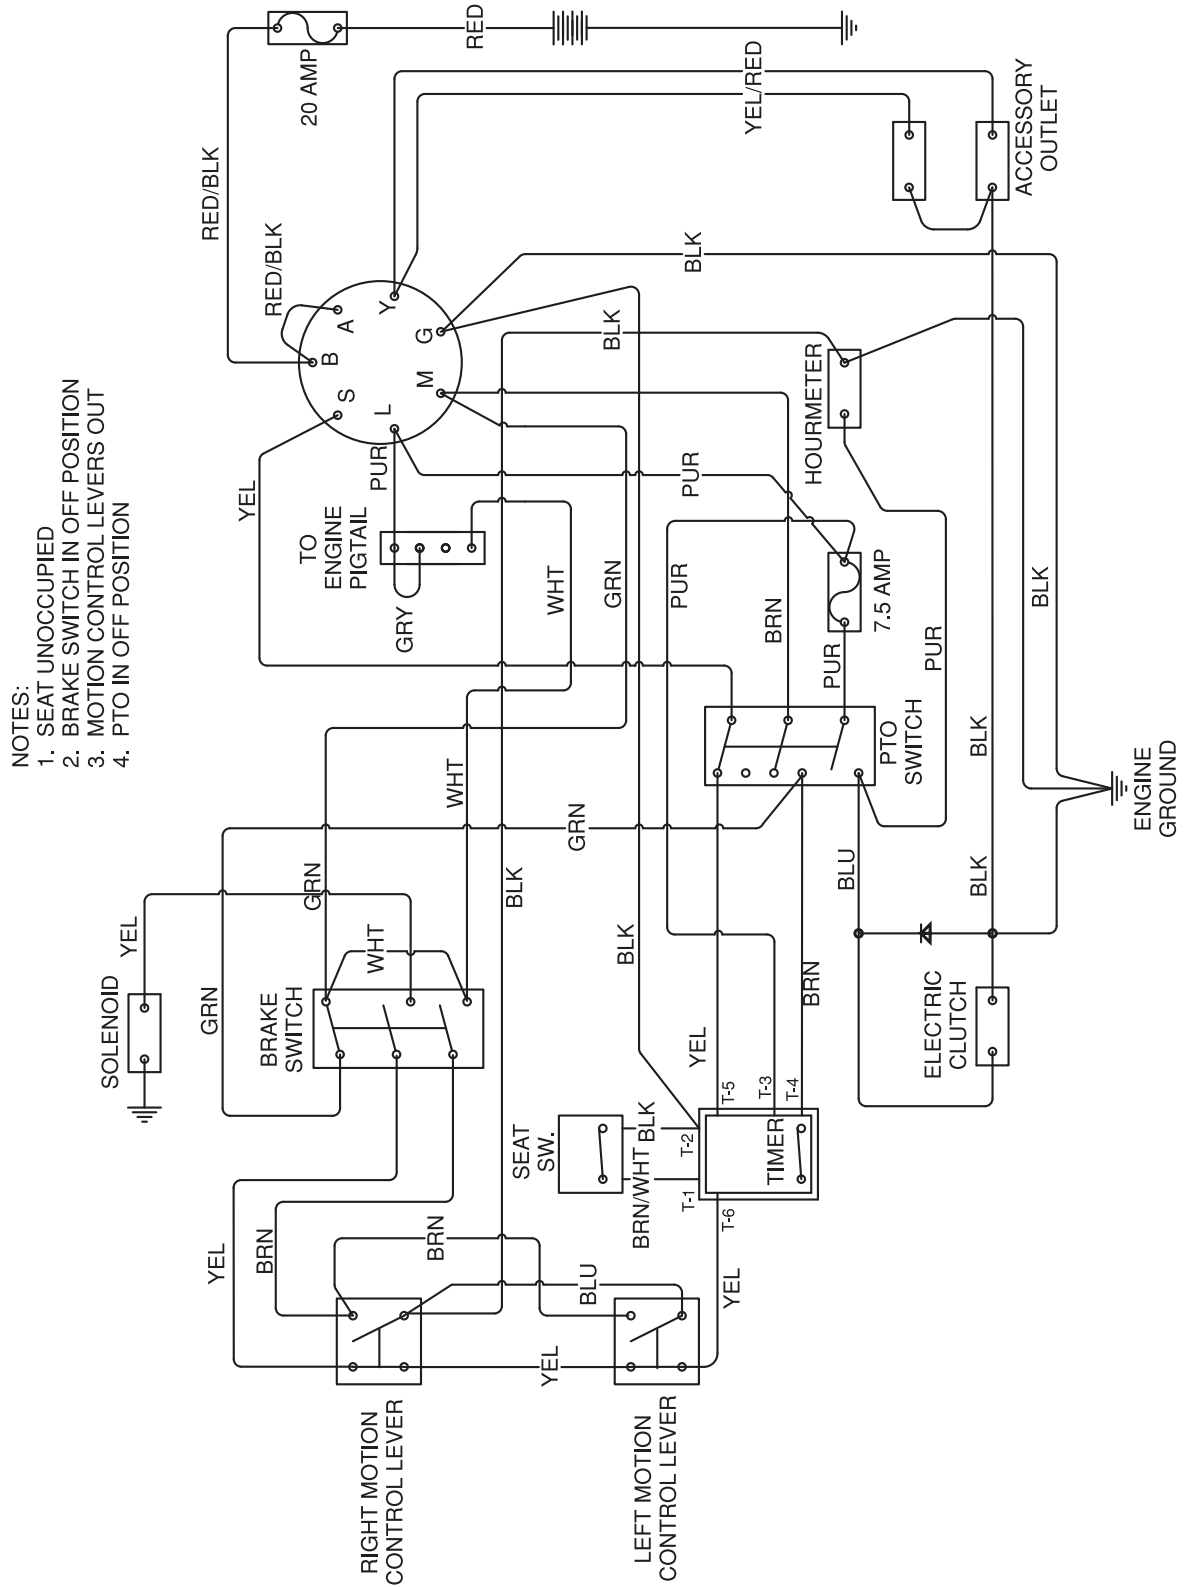 NOTES:
1. SEAT UNOCCUPIED
2. BRAKE SWITCH IN OFF POSITION
3. MOTION CONTROL LEVERS OUT
4. PTO IN OFF POSITION
RIGHT MOTION
CONTROL LEVER
LEFT MOTION
CONTROL LEVER
YEL
BRN
BRN
BLU
YEL
YEL
SOLENOID
YEL
GRN
BRAKE
SWITCH
WHT
GRN
SEAT
SW.
BLK
BRN/WHT
T-1
T-2
T-3
T-4
T-5
T-6
TIMER
YEL
BRN
BLK
BLK
WHT
GRN
ELECTRIC
CLUTCH
BLU
BLK
BLK
PTO
SWITCH
PUR
PUR
ENGINE
GROUND
BLK
BRN
PUR
7.5 AMP
GRN
WHT
GRY
TO
ENGINE
PIGTAIL
PUR
PUR
YEL
HOURMETER
BLK
BLK
S
B
A
L
M
G
Y
RED/BLK
RED/BLK
20 AMP
RED
YEL/RED
ACCESSORY
OUTLET